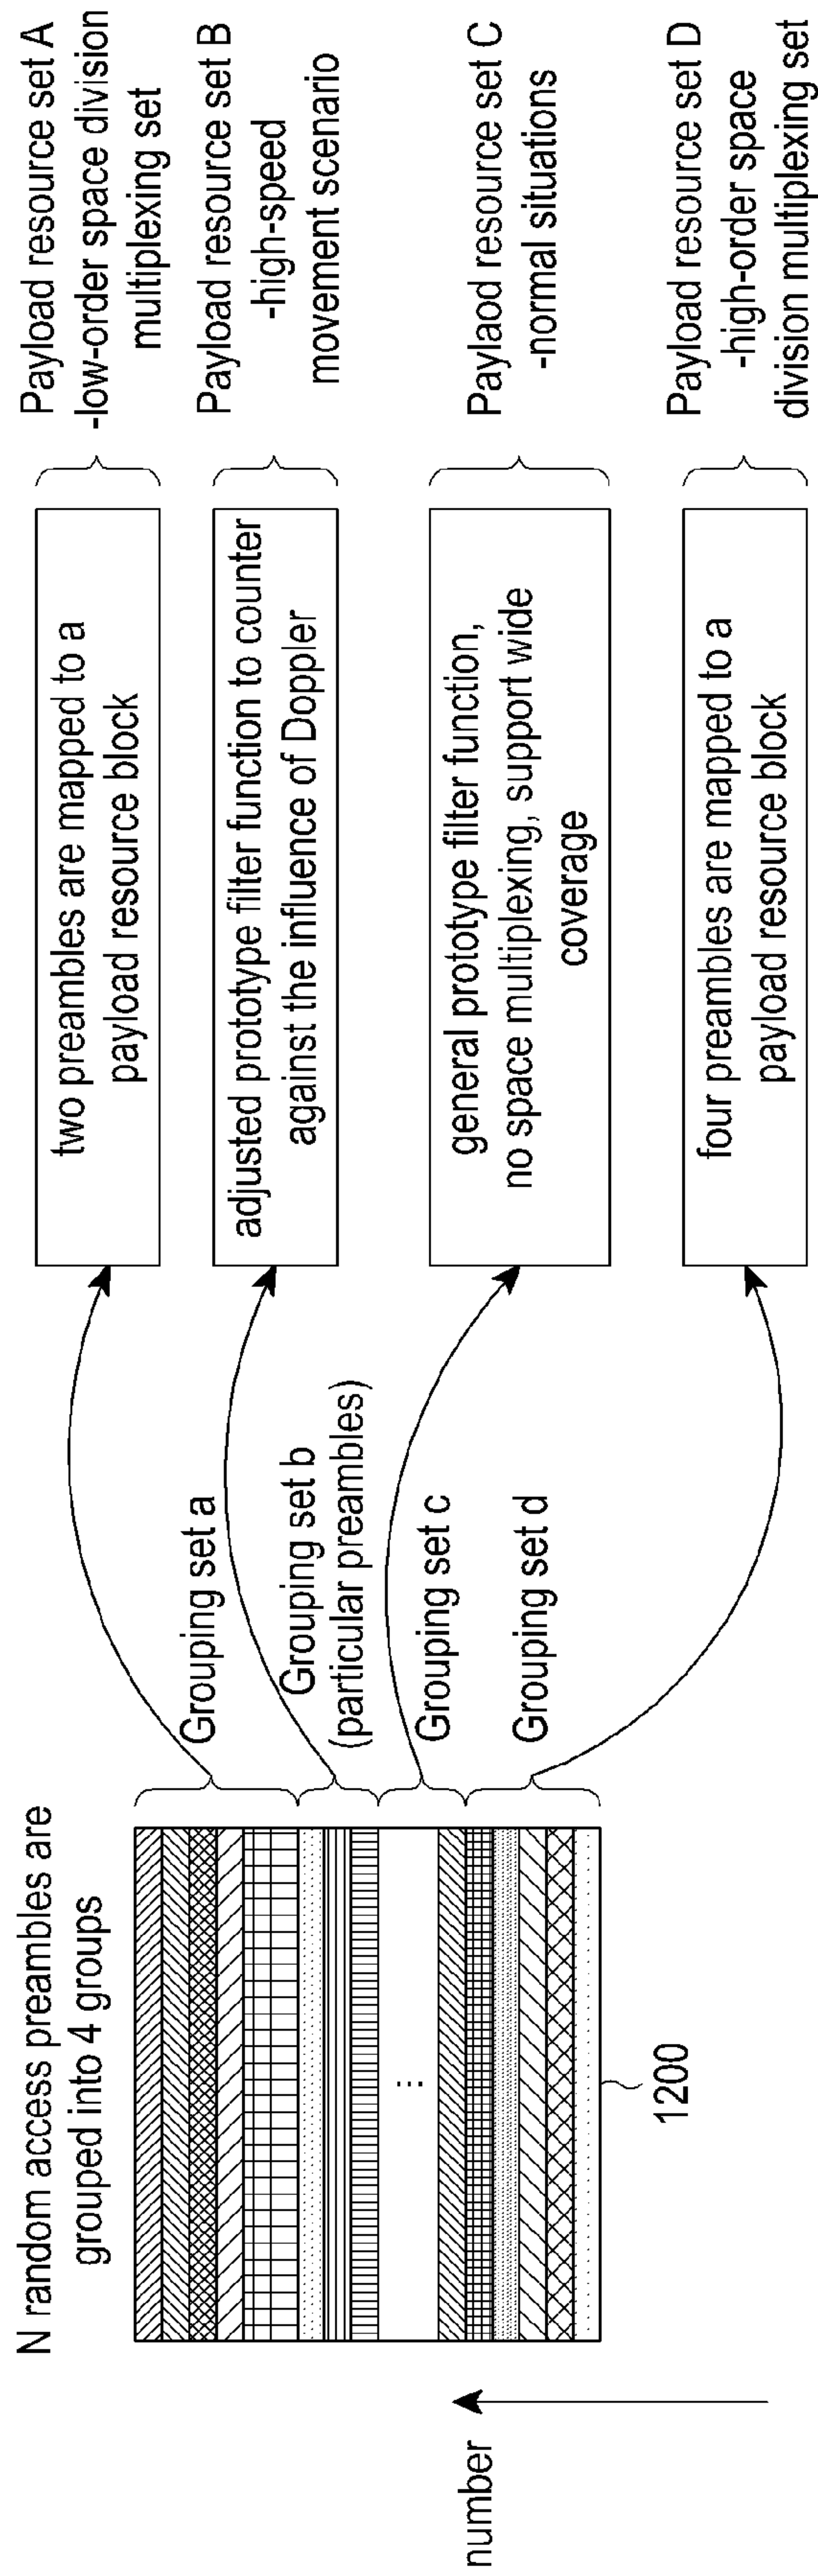 N random access preambles are
grouped into 4 groups
number
1200
...
Grouping set a
Grouping set b
(particular preambles)
Grouping set c
Grouping set d
two preambles are mapped to a
payload resource block
Payload resource set A
-low-order space division
multiplexing set
adjusted prototype filter function to counter
against the influence of Doppler
Payload resource set B
-high-speed
movement scenario
general prototype filter function,
no space multiplexing, support wide
coverage
Paylaod resource set C
-normal situations
four preambles are mapped to a
payload resource block
Payload resource set D
-high-order space
division multiplexing set